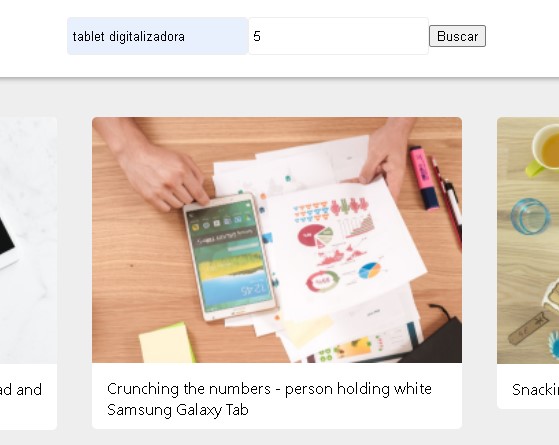 tablet digitalizadora
5
Buscar
ad and
Crunching the numbers - person holding white
Samsung Galaxy Tab
Snackin